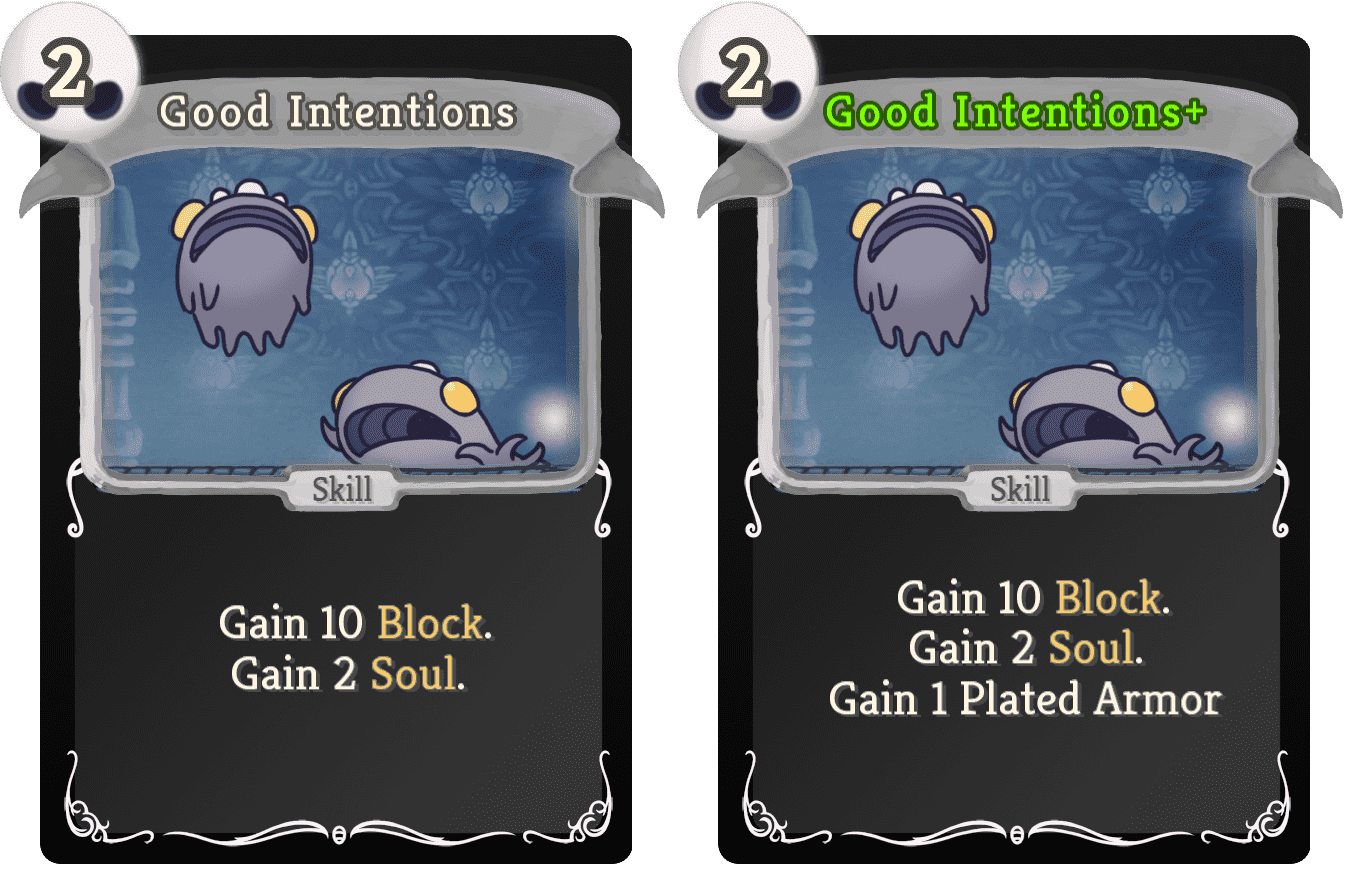 2
Good Intentions
Skill
Gain 10 Block.
Gain 2 Soul.
2
Good Intentions+
Skill
Gain 10 Block.
Gain 2 Soul.
Gain 1 Plated Armor